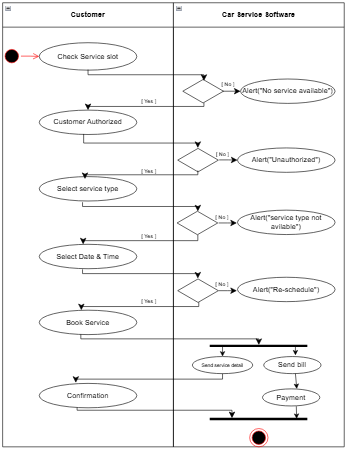 Customer
Car Service Software
Check Service slot
[ No ]
Alert("No service available")
[ Yes ]
Customer Authorized
[ No ]
Alert("Unauthorized")
[ Yes ]
Select service type
[ No ]
Alert("service type not
avilable")
[ Yes ]
Select Date & Time
[ No ]
Alert("Re-schedule")
[ Yes ]
Book Service
Send service detail
Send bill
Confirmation
Payment